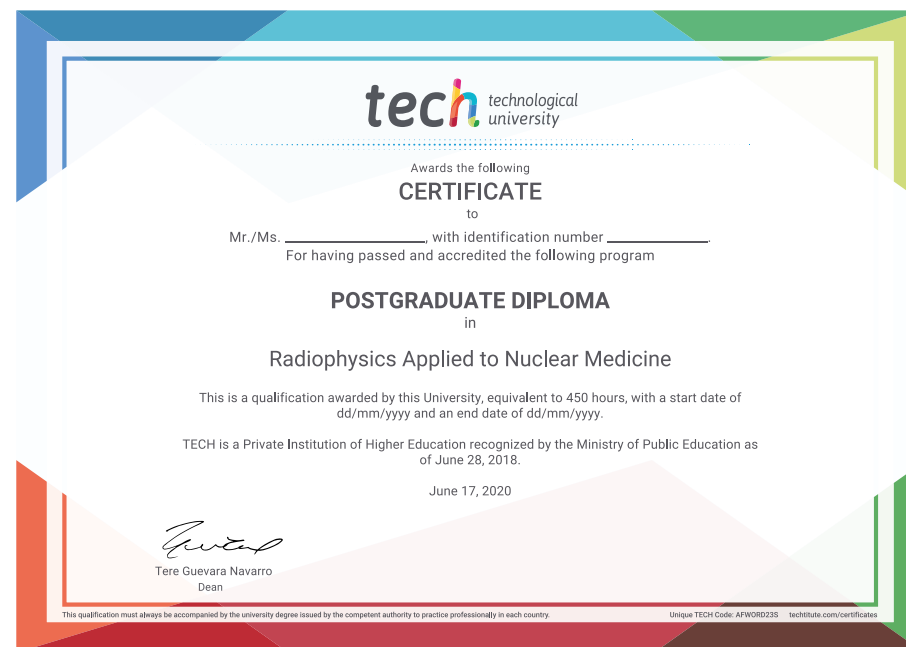 tech technological
university
Awards the following
CERTIFICATE
to
Mr./Ms. ____________________, with identification number ______________.
For having passed and accredited the following program
POSTGRADUATE DIPLOMA
in
Radiophysics Applied to Nuclear Medicine
This is a qualification awarded by this University, equivalent to 450 hours, with a start date of
dd/mm/yyyy and an end date of dd/mm/yyyy.
TECH is a Private Institution of Higher Education recognized by the Ministry of Public Education as
of June 28, 2018.
June 17, 2020
Tere Guevara Navarro
Dean
This qualification must always be accompanied by the university degree issued by the competent authority to practice professionally in each country. Unique TECH Code: AFWORD23S techtitute.com/certificates